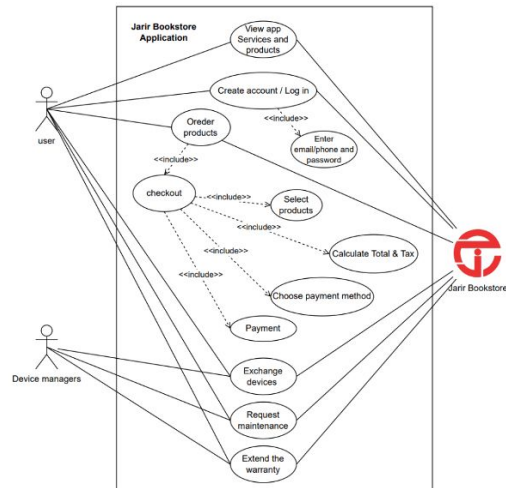 Jarir Bookstore
Application
View app
Services and
products
Create account / Log in
user
Oreder
products
<<include>>
Enter
email/phone and
password
<<include>>
checkout
<<include>>
Select
products
<<include>>
<<include>>
Calculate Total & Tax
<<include>>
Jarir Bookstore
Choose payment method
Payment
Device managers
Exchange
devices
Request
maintenance
Extend the
warranty